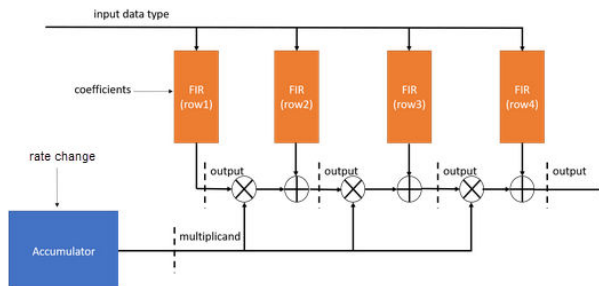 input data type
coefficients
FIR
(row1)
FIR
(row2)
FIR
(row3)
FIR
(row4)
rate change
output
output
output
output
Accumulator
multiplicand